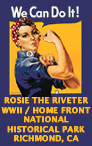 We Can Do It!
ROSIE THE RIVETER
WWII / HOME FRONT
NATIONAL
HISTORICAL PARK
RICHMOND, CA